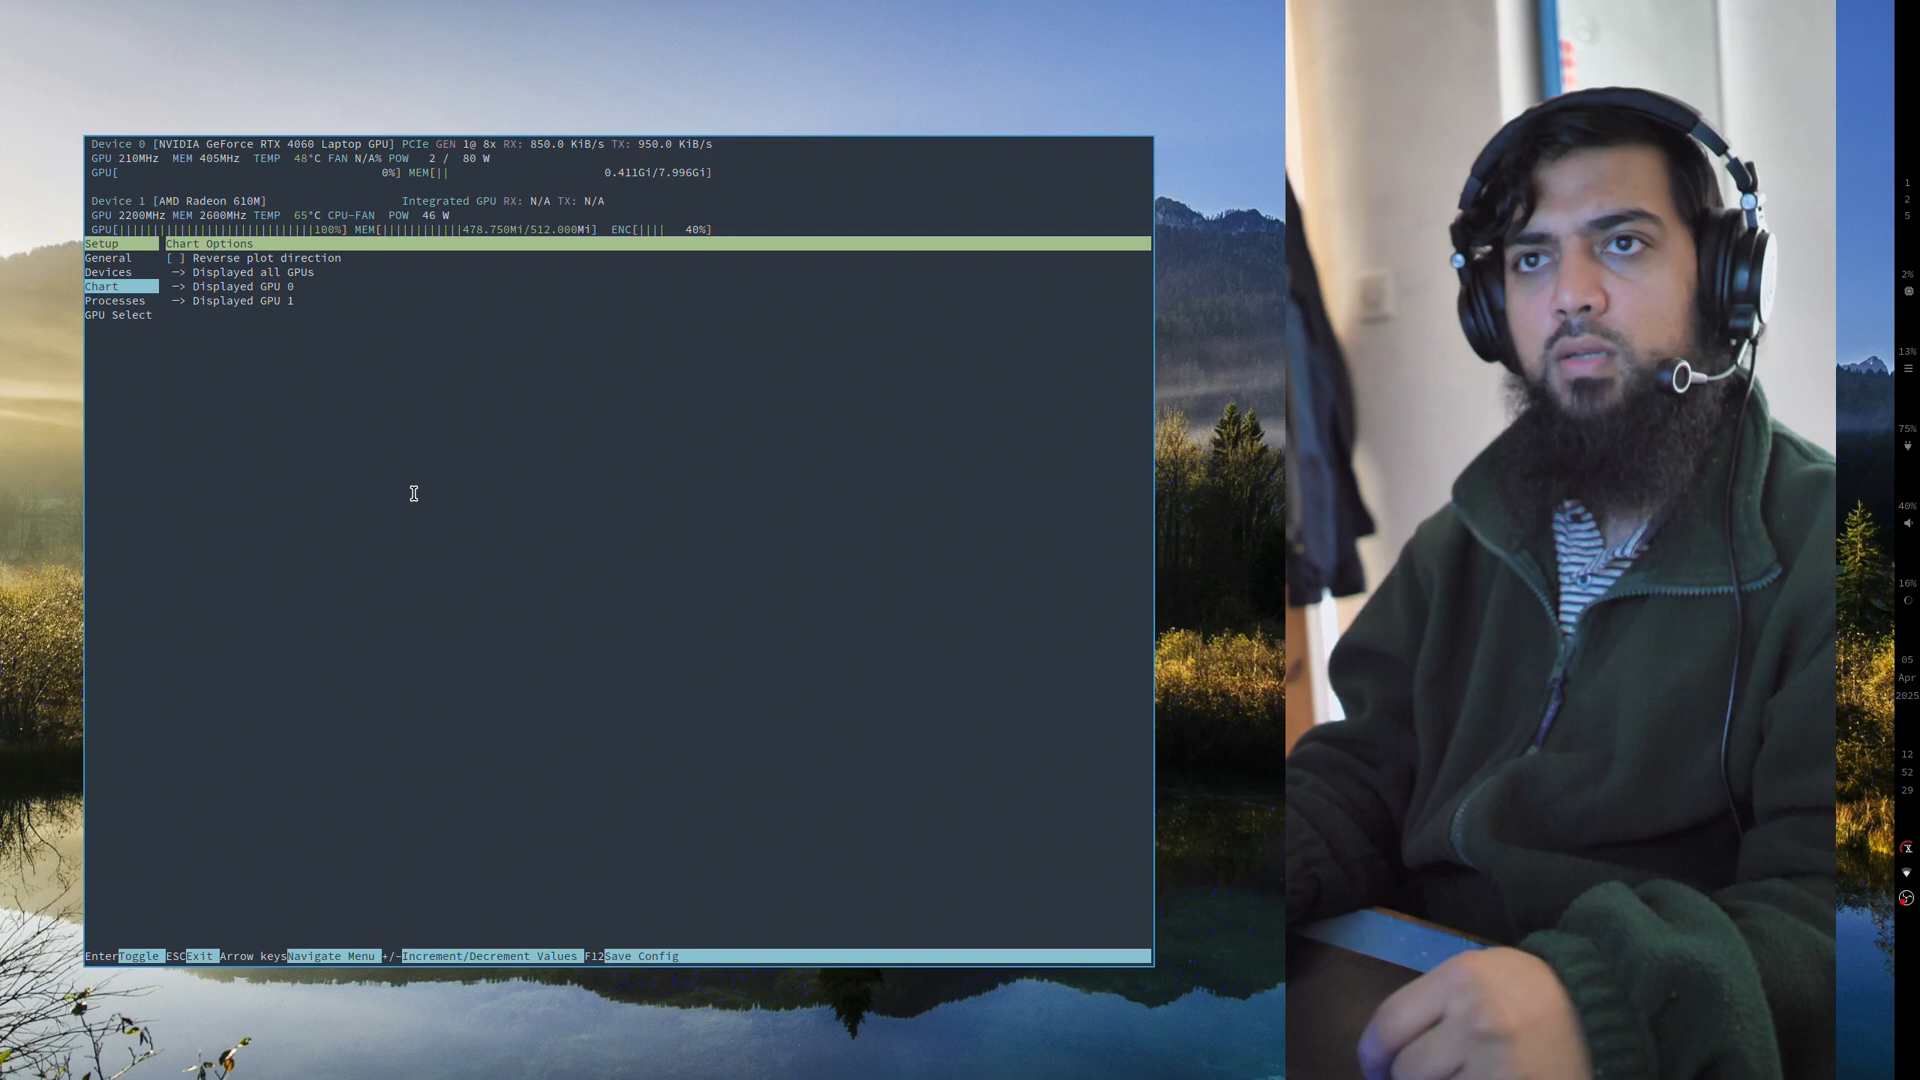 Device 0 [NVIDIA GeForce RTX 4060 Laptop GPU] PCIe GEN 1@ 8x RX: 850.0 KiB/s TX: 950.0 KiB/s
GPU 210MHz MEM 405MHz TEMP 48°C FAN N/A% POW 2 / 80 W
GPU[ 0%] MEM[|| 0.411Gi/7.996Gi]
Device 1 [AMD Radeon 610M] Integrated GPU RX: N/A TX: N/A
GPU 2200MHz MEM 2600MHz TEMP 65°C CPU-FAN POW 46 W
GPU[|||||||||||||||||||||||||||||100%] MEM[||||||||||||478.750Mi/512.000Mi] ENC[|||| 40%]
Setup Chart Options
General [ ] Reverse plot direction
Devices —> Displayed all GPUs
Chart —> Displayed GPU 0
Processes —> Displayed GPU 1
GPU Select
EnterToggle ESCExit Arrow keysNavigate Menu +/-Increment/Decrement Values F12Save Config
1
2
5
2%
13%
75%
40%
16%
05
Apr
2025
12
52
29